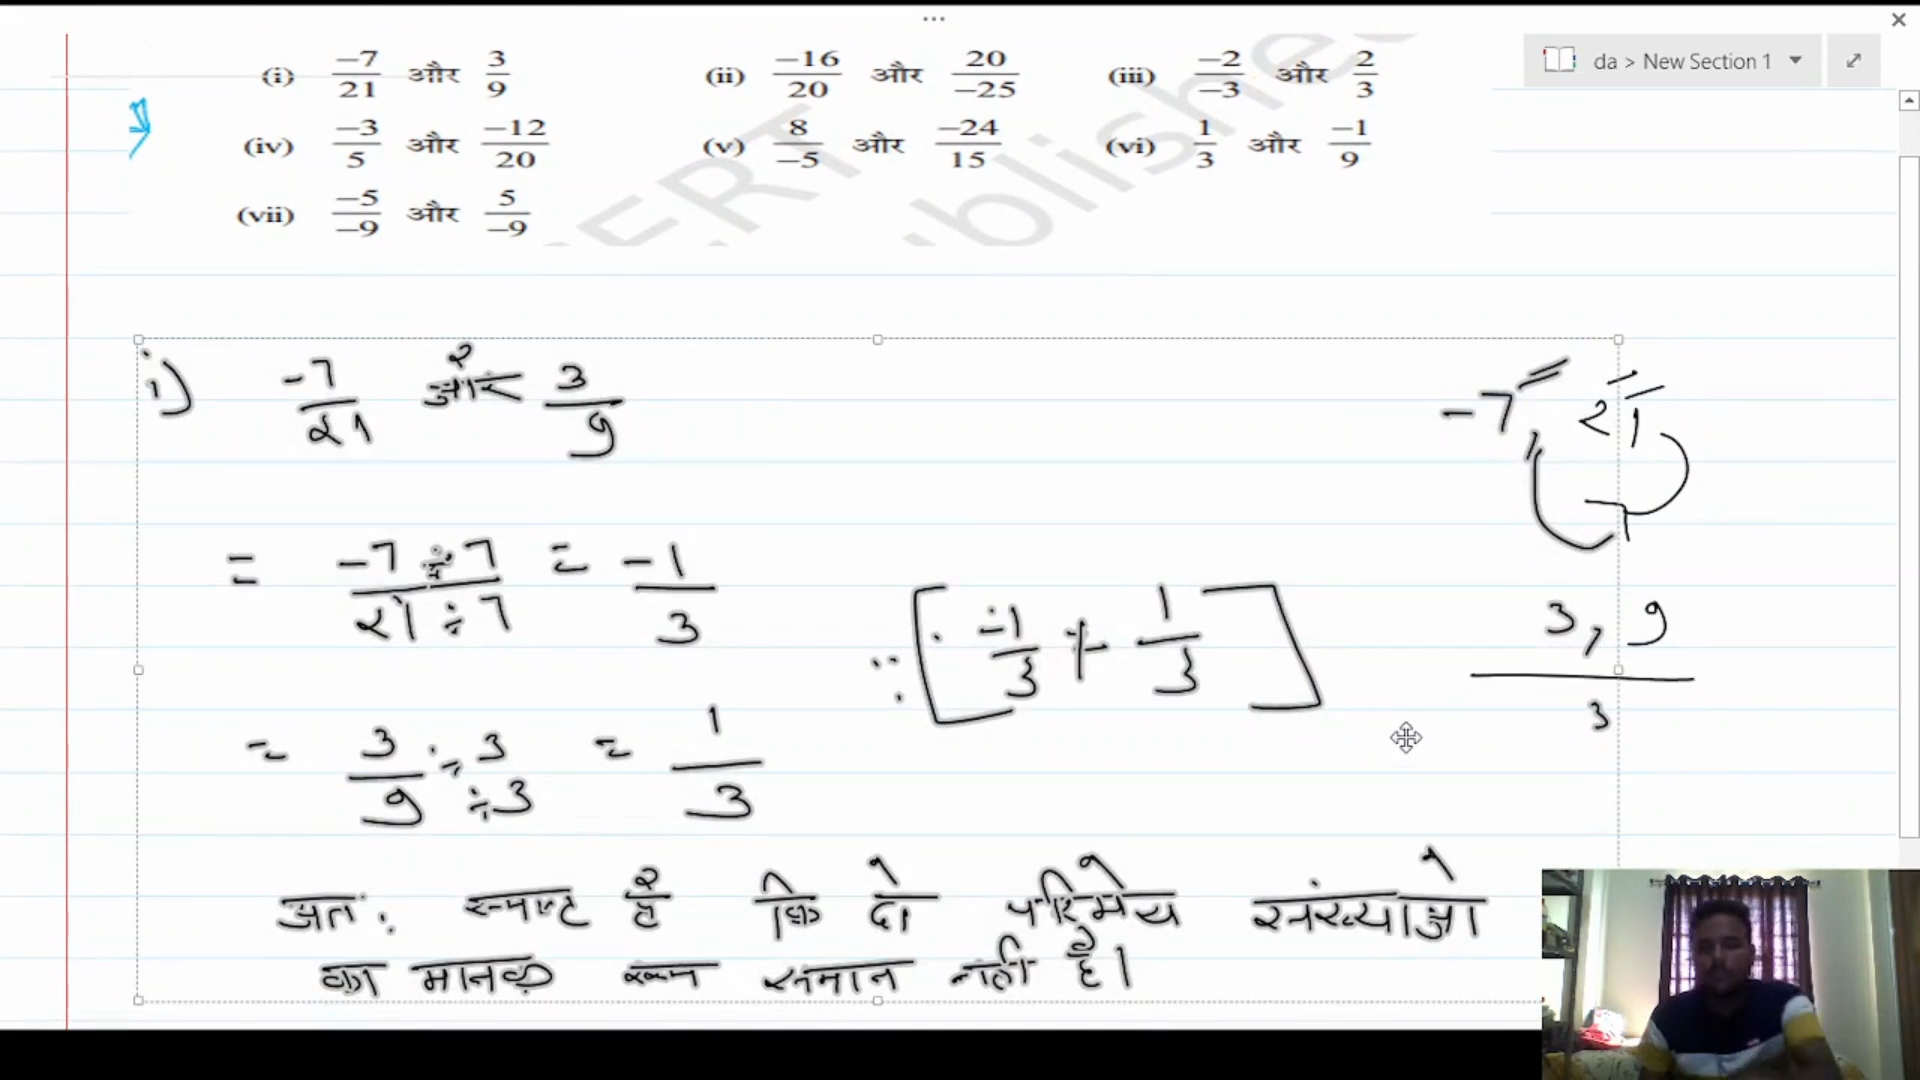 da > New Section 1
(i) -7/21 और 3/9 (ii) -16/20 और 20/-25 (iii) -2/-3 और 2/3
(iv) -3/5 और -12/20 (v) 8/-5 और -24/15 (vi) 1/3 और -1/9
(vii) -5/-9 और 5/-9
i) -7/21 और 3/9
-7, 21
7
= -7÷7/21÷7 = -1/3
∴ [-1/3 ≠ 1/3]
3, 9
3
= 3÷3/9÷3 = 1/3
अतः स्पष्ट है कि दो परिमेय संख्याओ
का मानक रूप समान नहीं है।